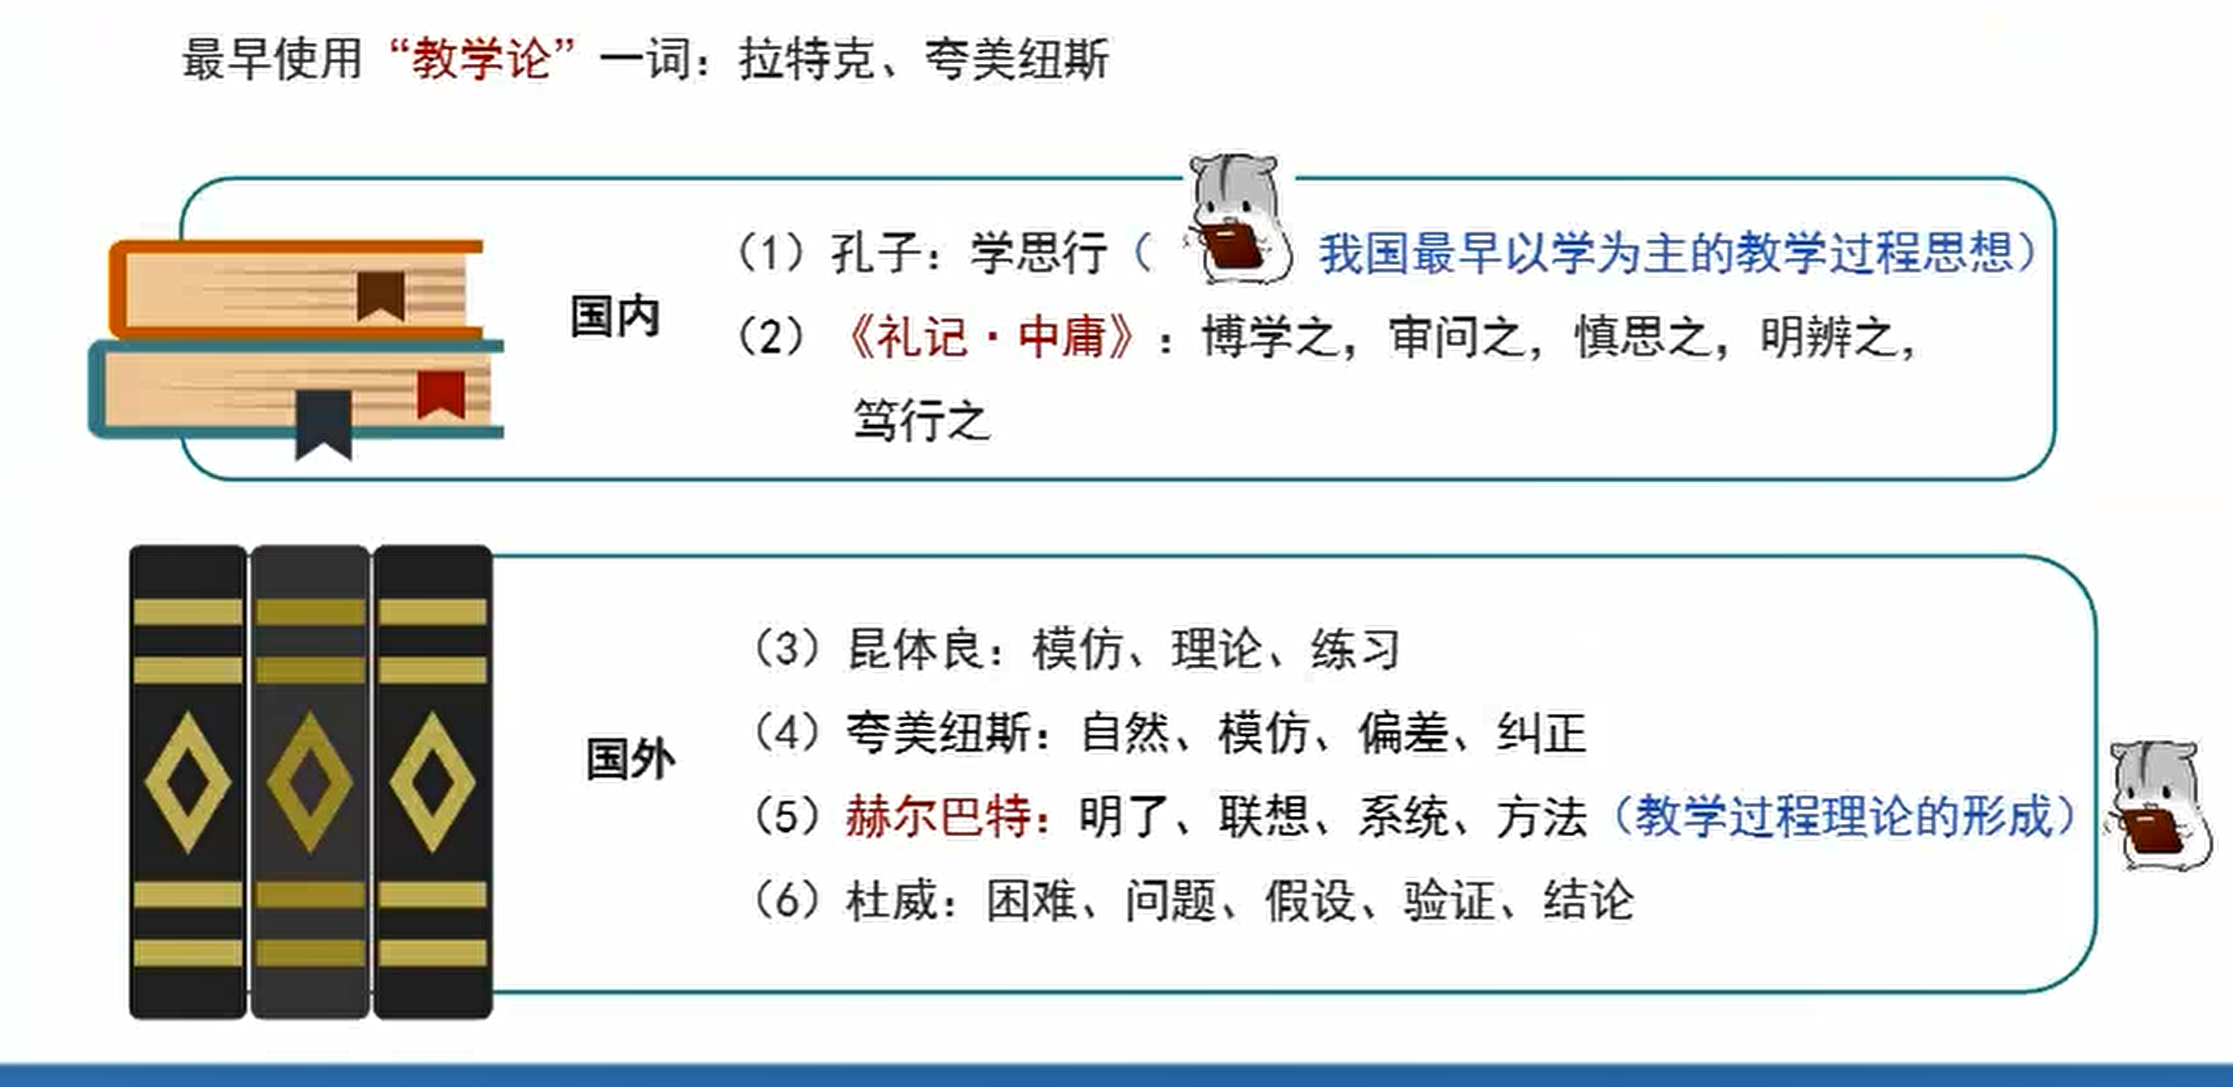 最早使用“教学论”一词：拉特克、夸美纽斯
国内
（1）孔子：学思行（ 我国最早以学为主的教学过程思想）
（2）《礼记·中庸》：博学之，审问之，慎思之，明辨之，
笃行之
国外
（3）昆体良：模仿、理论、练习
（4）夸美纽斯：自然、模仿、偏差、纠正
（5）赫尔巴特：明了、联想、系统、方法（教学过程理论的形成）
（6）杜威：困难、问题、假设、验证、结论